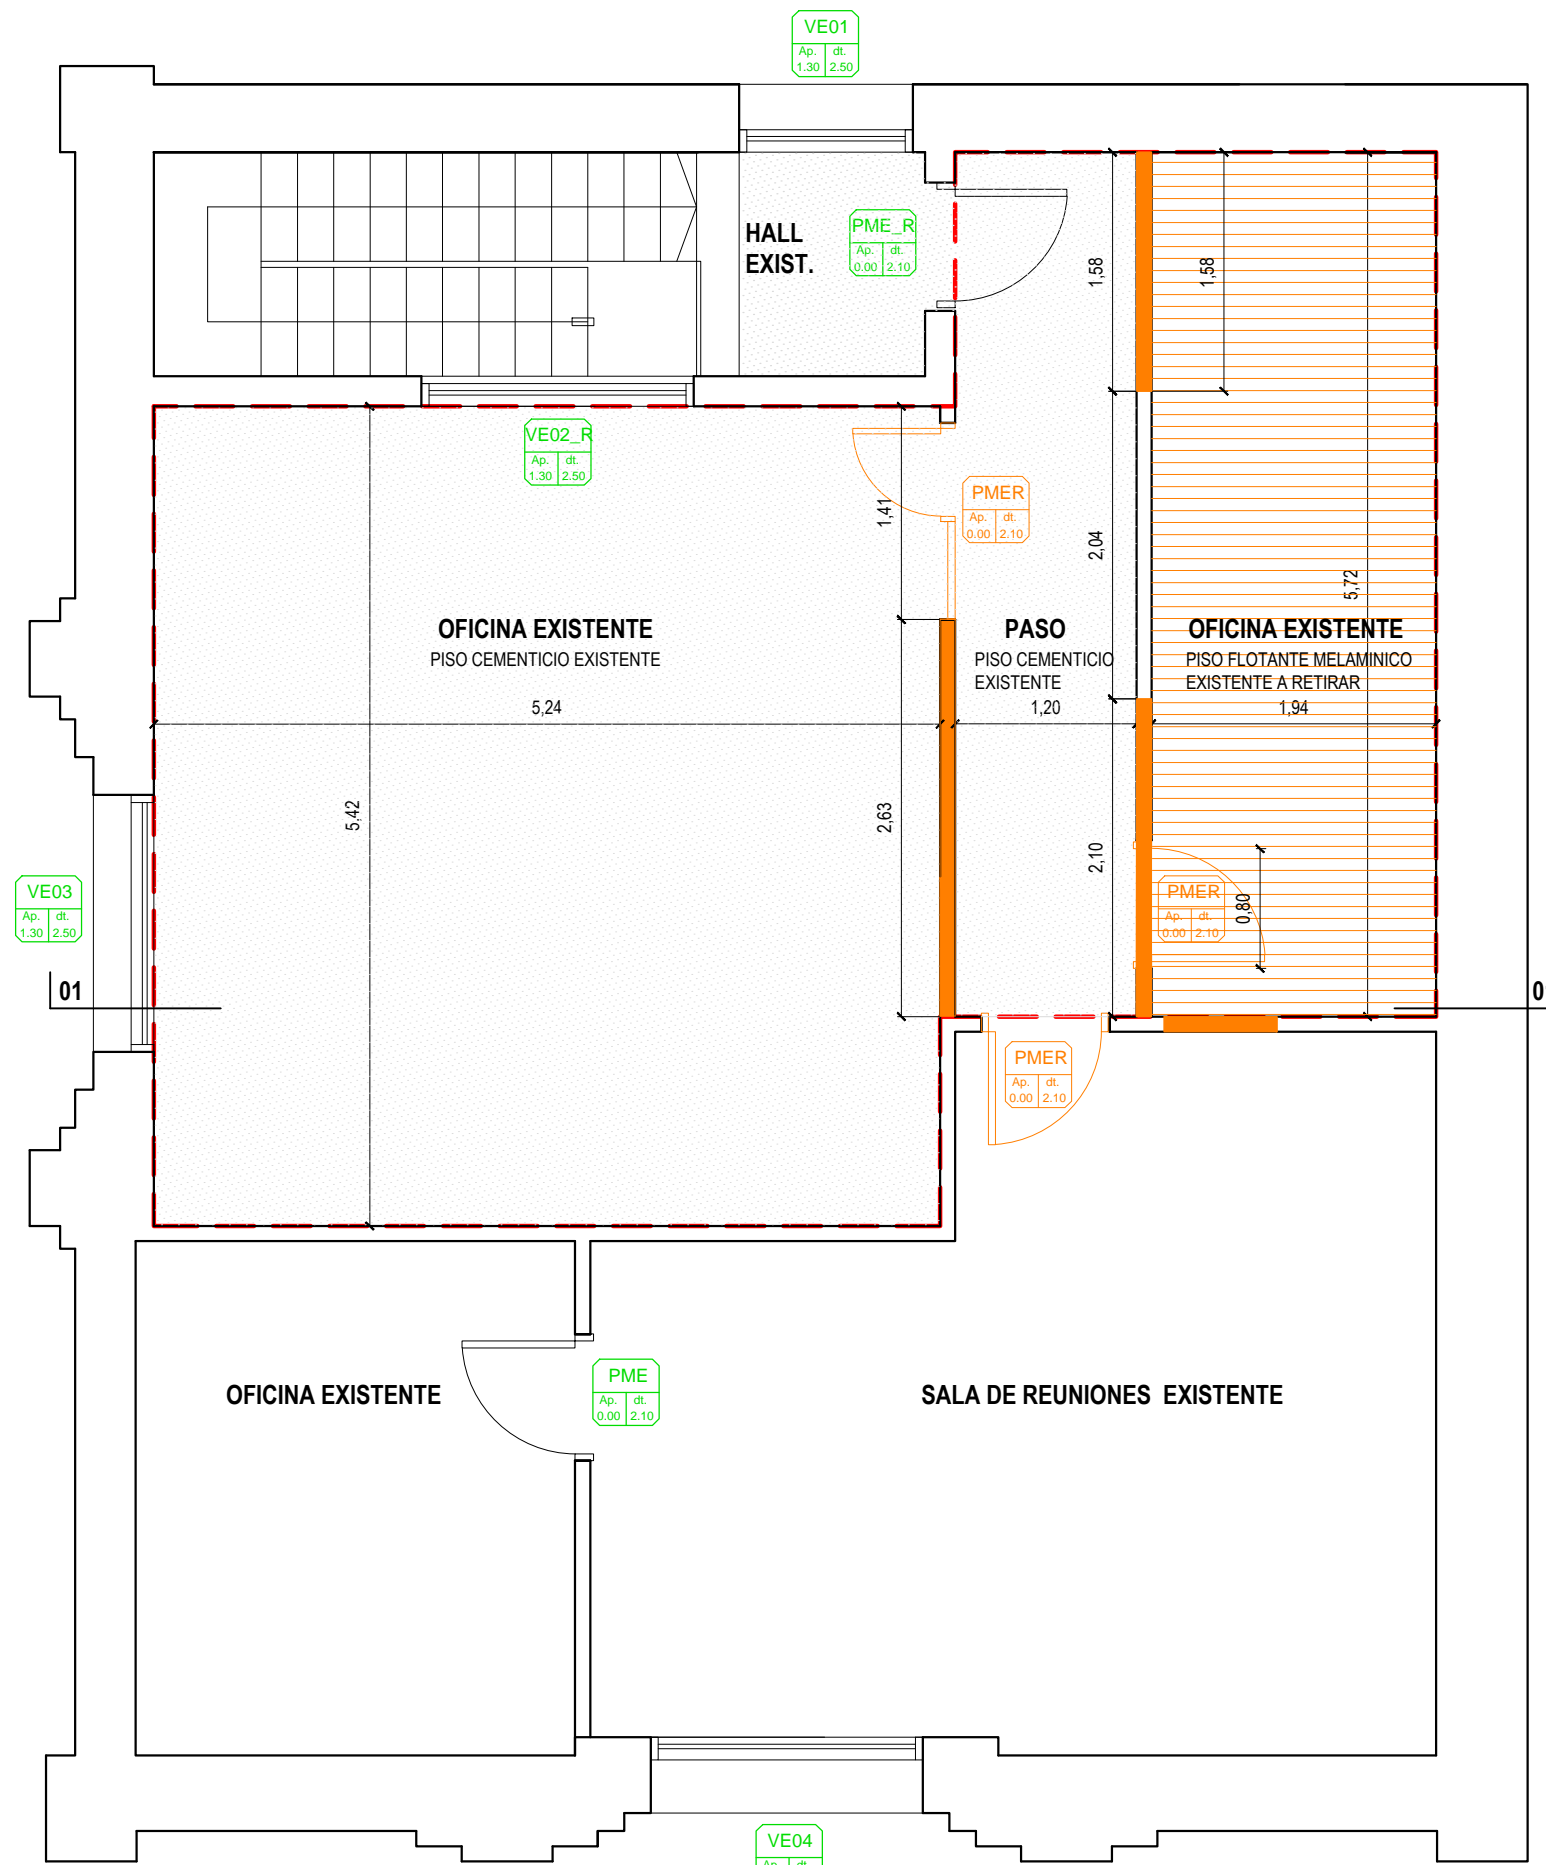 VE01
Ap. dt.
1.30 2.50
HALL
EXIST.
PME_R
Ap. dt.
0.00 2.10
1,58
1,58
VE02_R
Ap. dt.
1.30 2.50
1,41
PMER
Ap. dt.
0.00 2.10
2,04
5,72
OFICINA EXISTENTE
PISO CEMENTICIO EXISTENTE
5,24
PASO
PISO CEMENTICIO
EXISTENTE
1,20
OFICINA EXISTENTE
PISO FLOTANTE MELAMINICO
EXISTENTE A RETIRAR
1,94
5,42
2,63
2,10
VE03
Ap. dt.
1.30 2.50
PMER
Ap. dt.
0.00 2.10
0,80
01
0
PMER
Ap. dt.
0.00 2.10
OFICINA EXISTENTE
PME
Ap. dt.
0.00 2.10
SALA DE REUNIONES EXISTENTE
VE04
Ap. dt.